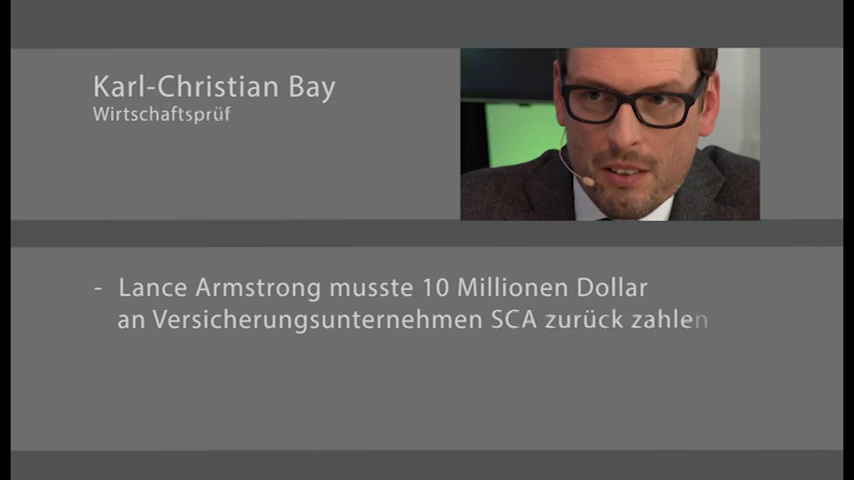 Karl-Christian Bay
Wirtschaftsprüf
- Lance Armstrong musste 10 Millionen Dollar
an Versicherungsunternehmen SCA zurück zahlen